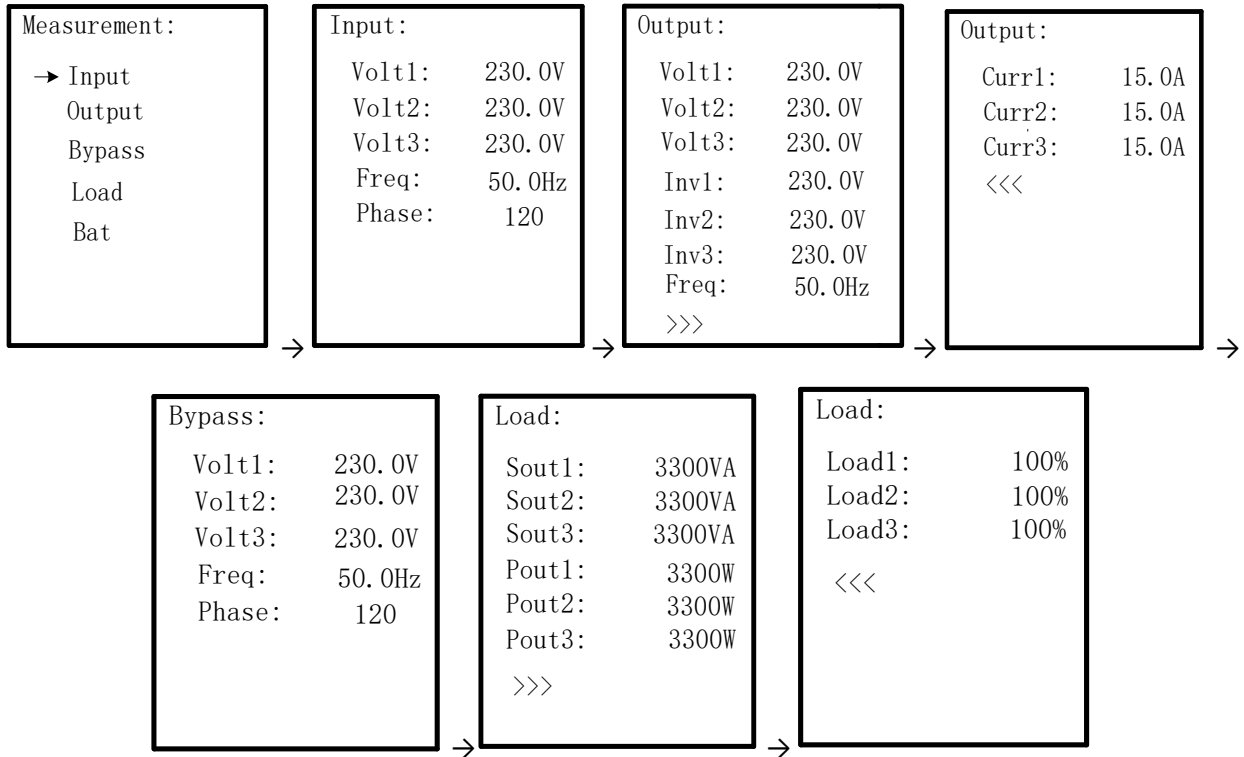 Measurement:
→ Input
Output
Bypass
Load
Bat
→
Input:
Volt1: 230.0V
Volt2: 230.0V
Volt3: 230.0V
Freq: 50.0Hz
Phase: 120
→
Output:
Volt1: 230.0V
Volt2: 230.0V
Volt3: 230.0V
Inv1: 230.0V
Inv2: 230.0V
Inv3: 230.0V
Freq: 50.0Hz
>>>
→
Output:
Curr1: 15.0A
Curr2: 15.0A
Curr3: 15.0A
<<<
→
Bypass:
Volt1: 230.0V
Volt2: 230.0V
Volt3: 230.0V
Freq: 50.0Hz
Phase: 120
→
Load:
Sout1: 3300VA
Sout2: 3300VA
Sout3: 3300VA
Pout1: 3300W
Pout2: 3300W
Pout3: 3300W
>>>
→
Load:
Load1: 100%
Load2: 100%
Load3: 100%
<<<